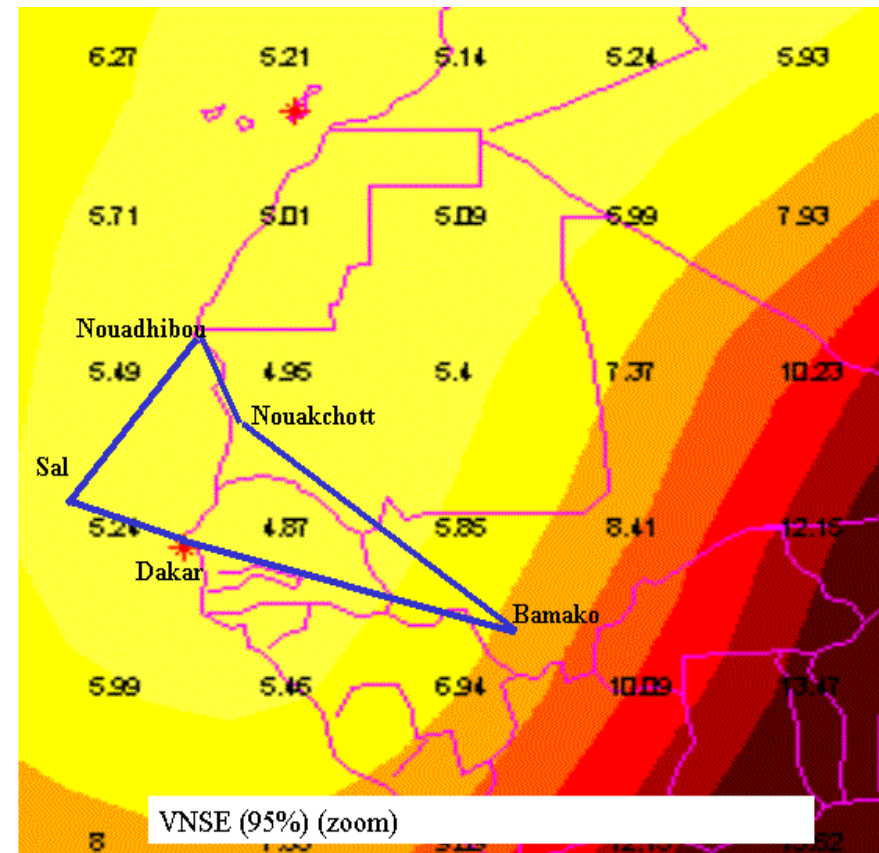 6.27 5.21 5.14 5.24 5.93
5.71 5.01 5.09 5.99 7.93
Nouadhibou
5.49 4.95 5.4 7.37 10.23
Nouakchott
Sal
5.24 4.87 5.85 8.41 12.15
Dakar
Bamako
5.99 5.46 6.94 10.09 13.47
VNSE (95%) (zoom)
8